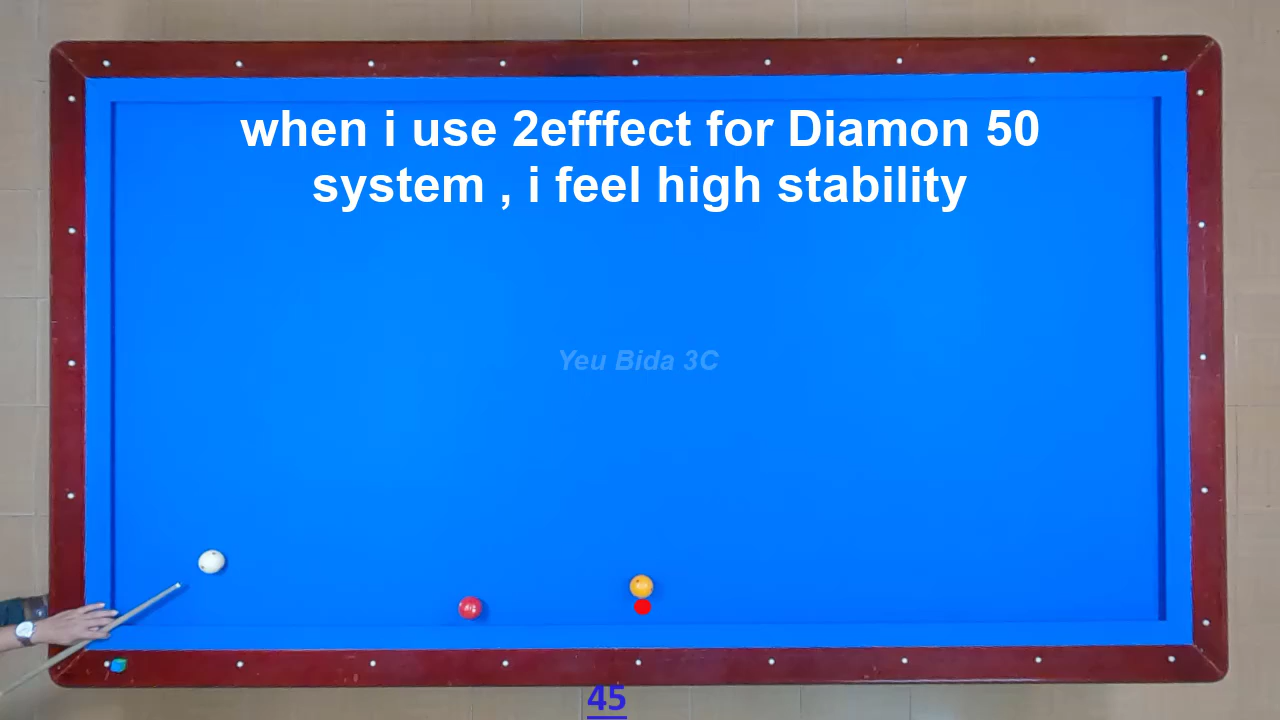 when i use 2efffect for Diamon 50
system , i feel high stability
Yeu Bida 3C
45